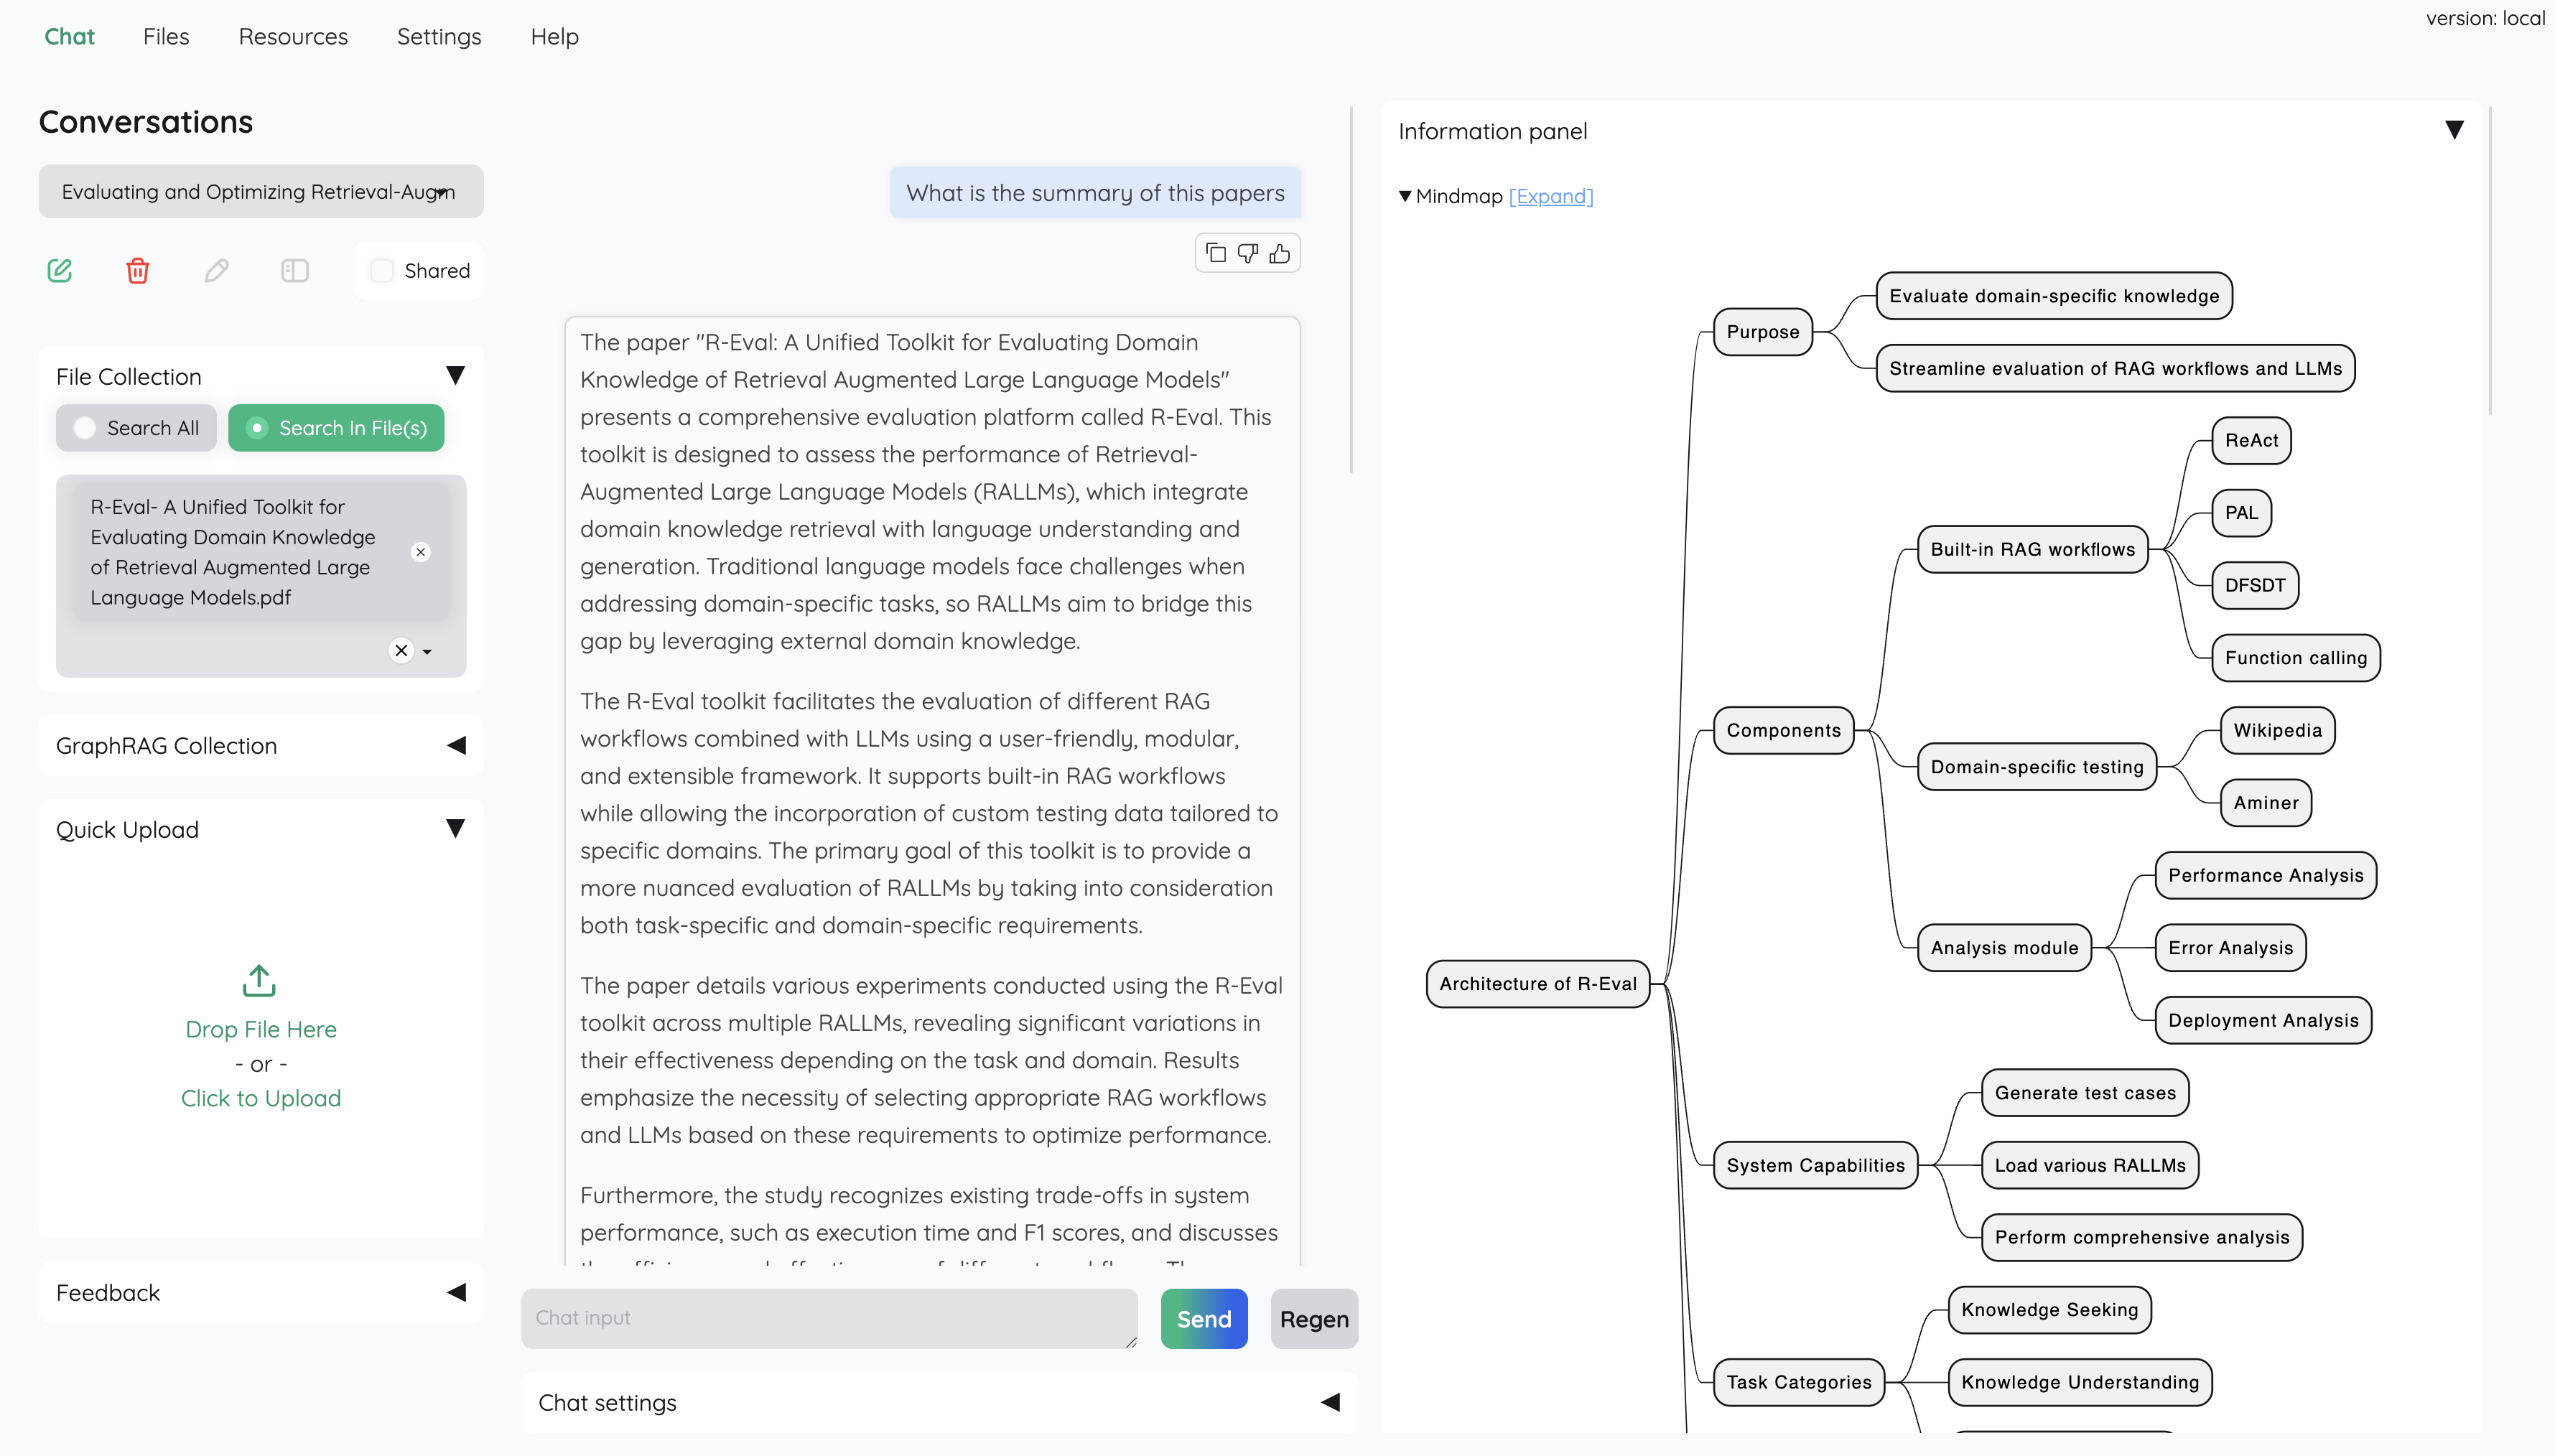 Chat
Files
Resources
Settings
Help
version: local
Conversations
Evaluating and Optimizing Retrieval-Augm
Shared
File Collection
Search All
Search In File(s)
R-Eval- A Unified Toolkit for
Evaluating Domain Knowledge
of Retrieval Augmented Large
Language Models.pdf
GraphRAG Collection
Quick Upload
Drop File Here
- or -
Click to Upload
Feedback
What is the summary of this papers
The paper "R-Eval: A Unified Toolkit for Evaluating Domain
Knowledge of Retrieval Augmented Large Language Models"
presents a comprehensive evaluation platform called R-Eval. This
toolkit is designed to assess the performance of Retrieval-
Augmented Large Language Models (RALLMs), which integrate
domain knowledge retrieval with language understanding and
generation. Traditional language models face challenges when
addressing domain-specific tasks, so RALLMs aim to bridge this
gap by leveraging external domain knowledge.
The R-Eval toolkit facilitates the evaluation of different RAG
workflows combined with LLMs using a user-friendly, modular,
and extensible framework. It supports built-in RAG workflows
while allowing the incorporation of custom testing data tailored to
specific domains. The primary goal of this toolkit is to provide a
more nuanced evaluation of RALLMs by taking into consideration
both task-specific and domain-specific requirements.
The paper details various experiments conducted using the R-Eval
toolkit across multiple RALLMs, revealing significant variations in
their effectiveness depending on the task and domain. Results
emphasize the necessity of selecting appropriate RAG workflows
and LLMs based on these requirements to optimize performance.
Furthermore, the study recognizes existing trade-offs in system
performance, such as execution time and F1 scores, and discusses
Chat input
Send
Regen
Chat settings
Information panel
Mindmap [Expand]
Architecture of R-Eval
Purpose
Evaluate domain-specific knowledge
Streamline evaluation of RAG workflows and LLMs
Components
Built-in RAG workflows
ReAct
PAL
DFSDT
Function calling
Domain-specific testing
Wikipedia
Aminer
Analysis module
Performance Analysis
Error Analysis
Deployment Analysis
System Capabilities
Generate test cases
Load various RALLMs
Perform comprehensive analysis
Task Categories
Knowledge Seeking
Knowledge Understanding